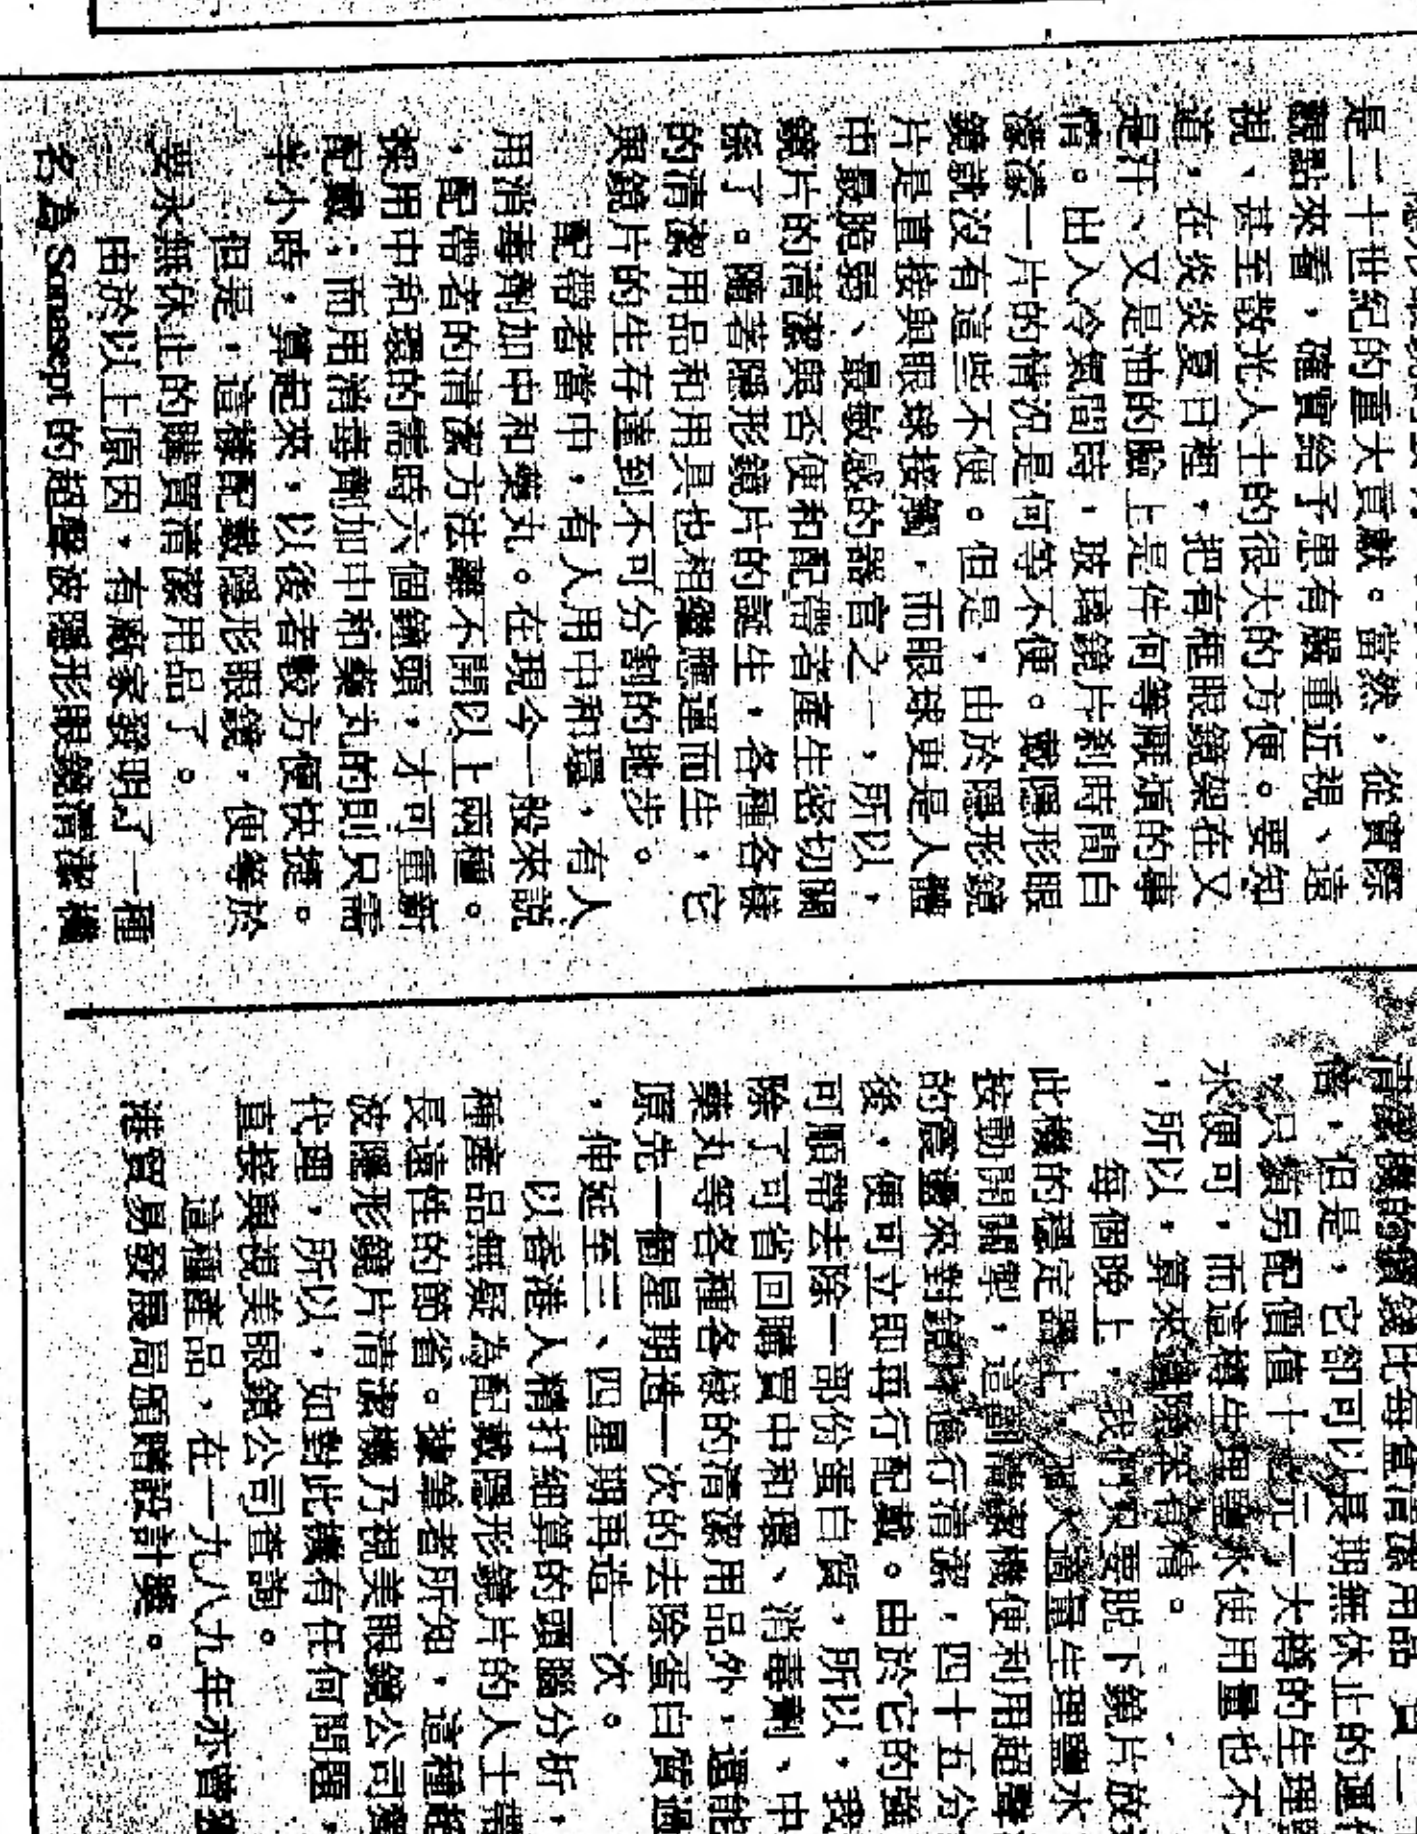 是二十世紀的重大貢獻。當然，從實際
觀點來看，確實給予患有嚴重近視、遠
視、甚至散光人士的很大的方便。要知
道，在炎炎夏日裡，把有框眼鏡架在又
是汗、又是油的臉上是件何等厭煩的事
情。出入冷氣間時，玻璃鏡片刹時間白
濛濛一片的情況是何等不便。戴隱形眼
鏡就沒有這些不便。但是，由於隱形鏡
片是直接與眼球接觸，而眼球更是人體
中最脆弱、最敏感的器官之一，所以，
鏡片的清潔與否便和配帶者產生密切關
係了。隨著隱形鏡片的誕生，各種各樣
的清潔用品和用具也相繼應運而生，它
與鏡片的生存達到不可分割的地步。
配帶者當中，有人用中和環，有人
用消毒劑加中和藥丸。在現今一般來說
，配帶者的清潔方法離不開以上兩種。
採用中和環的需時六個鐘頭，才可重新
配戴；而用消毒劑加中和藥丸的則只需
半小時，算起來，以後者較方便快捷。
但是，這樣配戴隱形眼鏡，便等於
要永無休止的購買清潔用品了。
由於以上原因，有廠家發明了一種
名為 Sonasept 的超聲波隱形眼鏡清潔機
清潔機的價錢比每套清潔用品貴二
，但是，它卻可以長期無休止的運
，只須另配價值十 元一大樽的生理
水便可，而這樽生理鹽水使用量也不
，所以，算來 有精。
每個晚上，我們只要脫下鏡片放
此機的穩定器上， 入適量生理鹽水
按動開關掣，這副清潔機便利用超聲
的震盪來對鏡片進行清潔，四十五分
後，便可立即再行配戴。由於它的強
可順帶去除一部份蛋白質，所以，我
除了可省回購買中和環、消毒劑、中
藥丸等各種各樣的清潔用品外，還能
原先一個星期造一次的去除蛋白質過
，伸延至三、四星期再造一次。
以香港人精打細算的頭腦分析，
種產品無疑為配戴隱形鏡片的人士帶
長遠性的節省。據筆者所知，這種超
波隱形鏡片清潔機乃視美眼鏡公司獨
代理，所以，如對此機有任何問題，
直接與視美眼鏡公司查詢。
這種產品，在一九八九年亦曾獲
港貿易發展局頒贈設計獎。